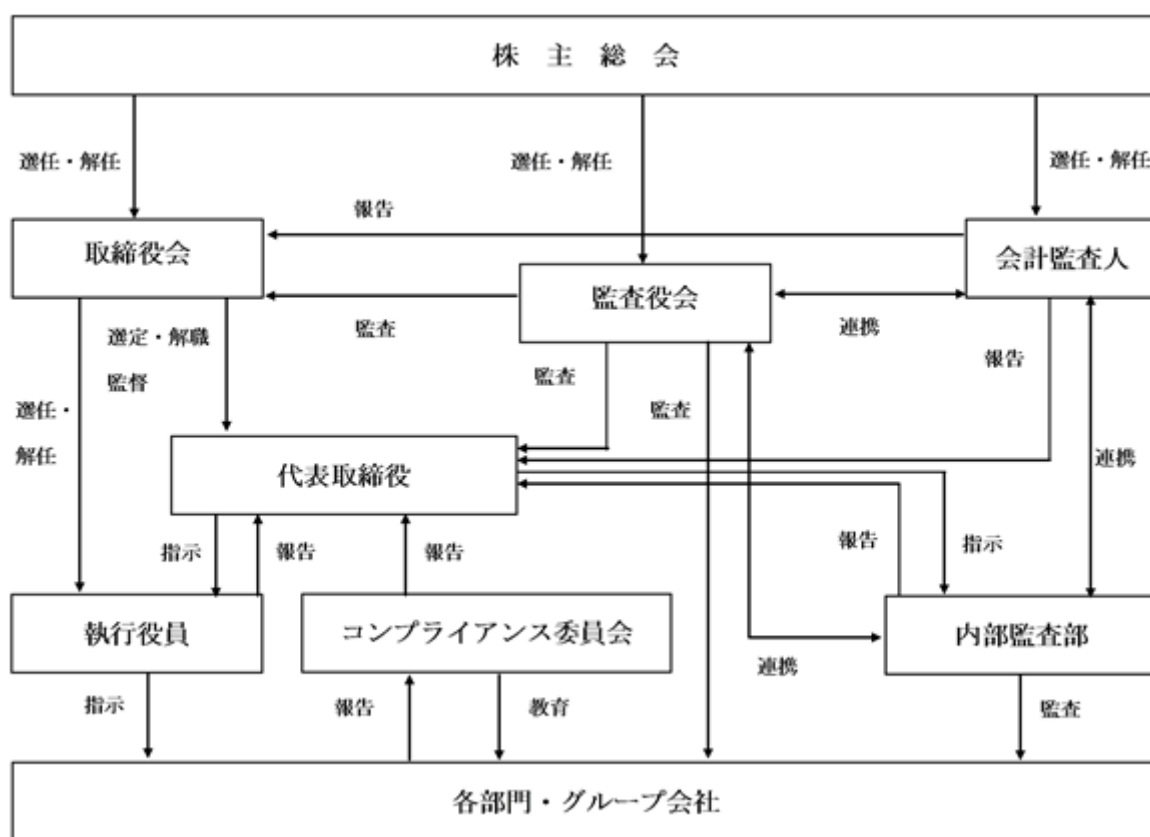 株 主 総 会
選任・解任
選任・解任
選任・解任
報告
取締役会
会計監査人
監査役会
選定・解職
監督
監査
連携
報告
監査
監査
選任・
解任
代表取締役
連携
指示
報告
報告
報告
指示
執行役員
コンプライアンス委員会
内部監査部
連携
指示
報告
教育
監査
各部門・グループ会社